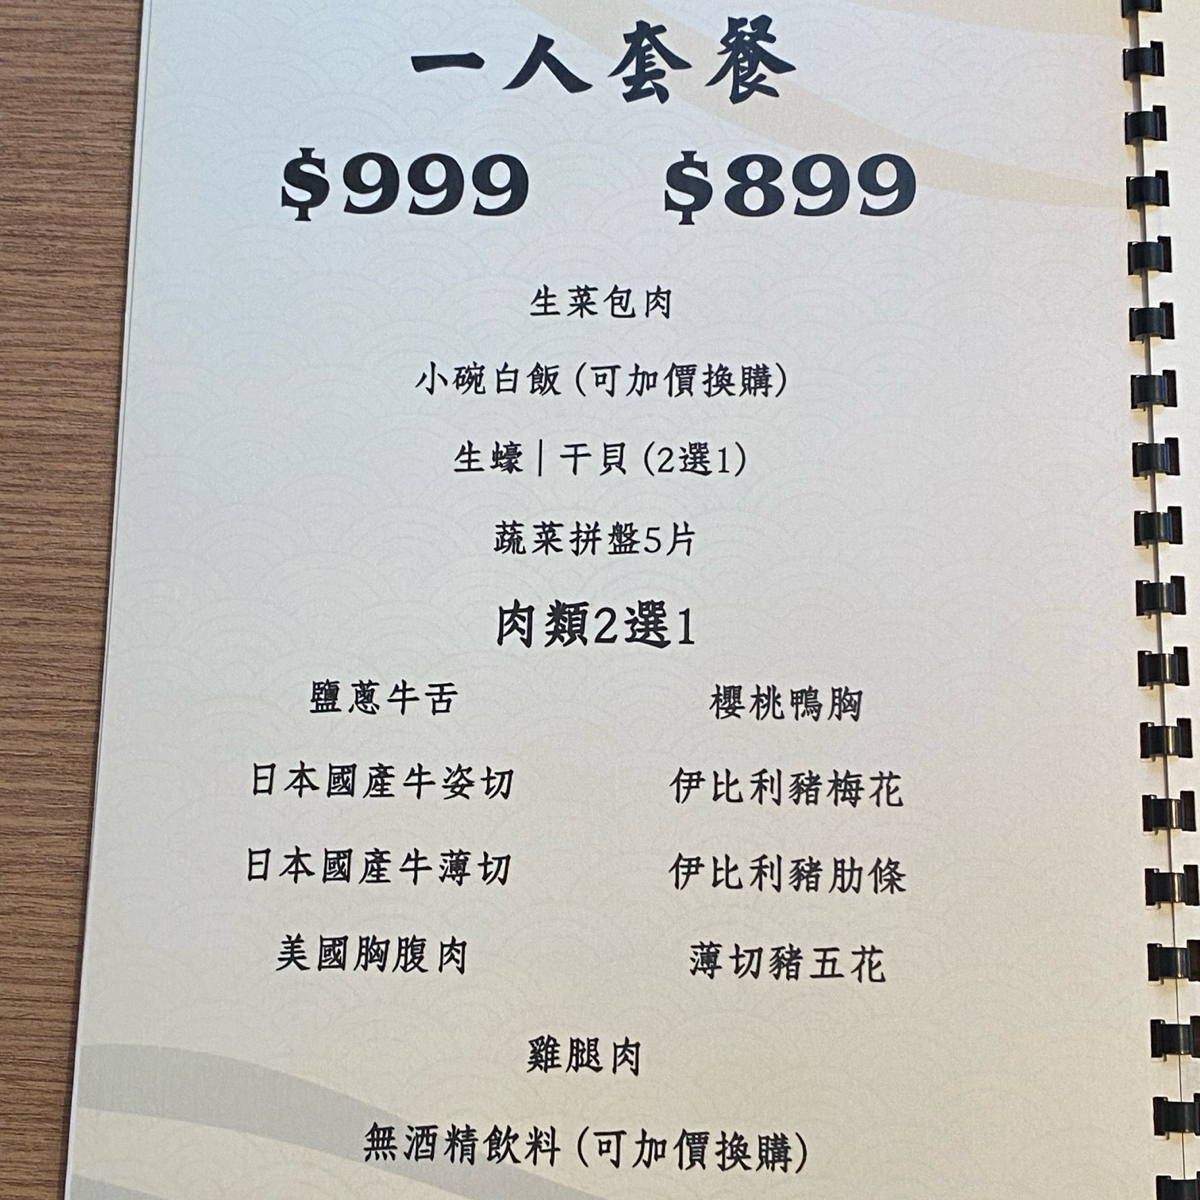 一人套餐
$999 $899
生菜包肉
小碗白飯 (可加價換購)
生蠔 | 干貝 (2選1)
蔬菜拼盤5片
肉類2選1
鹽蔥牛舌 櫻桃鴨胸
日本國產牛姿切 伊比利豬梅花
日本國產牛薄切 伊比利豬肋條
美國胸腹肉 薄切豬五花
雞腿肉
無酒精飲料 (可加價換購)